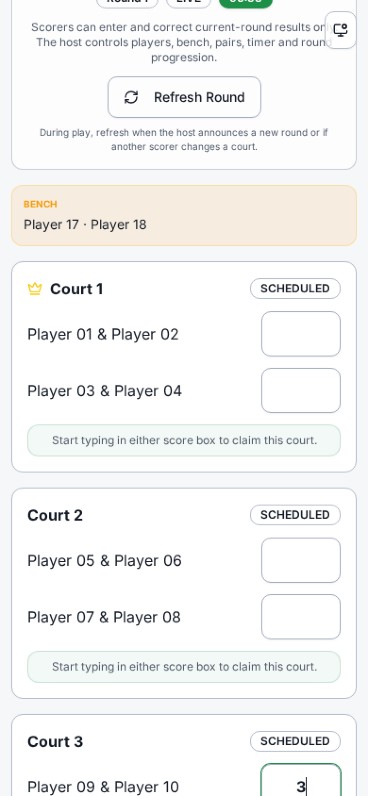 Round 1 LIVE
Scorers can enter and correct current-round results only.
The host controls players, bench, pairs, timer and round
progression.
Refresh Round
During play, refresh when the host announces a new round or if
another scorer changes a court.
BENCH
Player 17 · Player 18
Court 1 SCHEDULED
Player 01 & Player 02
Player 03 & Player 04
Start typing in either score box to claim this court.
Court 2 SCHEDULED
Player 05 & Player 06
Player 07 & Player 08
Start typing in either score box to claim this court.
Court 3 SCHEDULED
Player 09 & Player 10 3